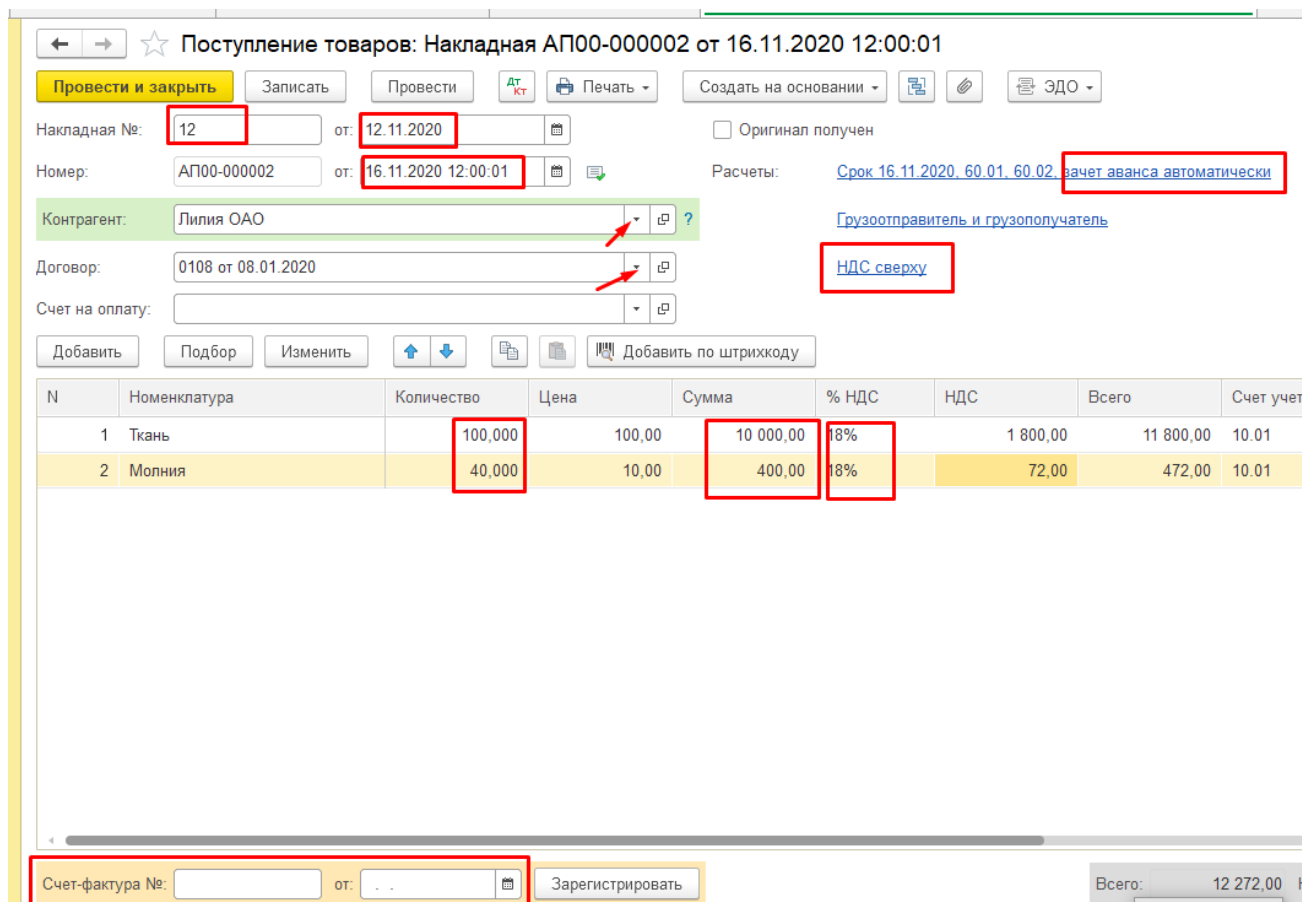 Поступление товаров: Накладная АП00-000002 от 16.11.2020 12:00:01
Провести и закрыть Записать Провести Дт Кт Печать Создать на основании ЭДО
Накладная №: 12 от: 12.11.2020 Оригинал получен
Номер: АП00-000002 от: 16.11.2020 12:00:01 Расчеты: Срок 16.11.2020, 60.01, 60.02, зачет аванса автоматически
Контрагент: Лилия ОАО ? Грузоотправитель и грузополучатель
Договор: 0108 от 08.01.2020 НДС сверху
Счет на оплату:
Добавить Подбор Изменить Добавить по штрихкоду
N Номенклатура Количество Цена Сумма % НДС НДС Всего Счет учет
1 Ткань 100,000 100,00 10 000,00 18% 1 800,00 11 800,00 10.01
2 Молния 40,000 10,00 400,00 18% 72,00 472,00 10.01
Счет-фактура №: от: . . Зарегистрировать Всего: 12 272,00